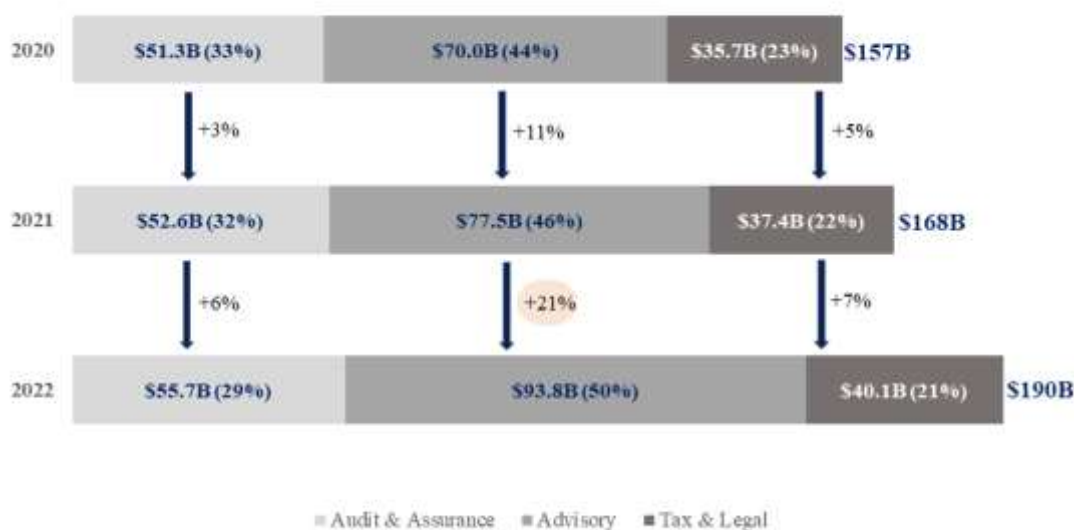 2020 $51.3B (33%) $70.0B (44%) $35.7B (23%) $157B
+3% +11% +5%
2021 $52.6B (32%) $77.5B (46%) $37.4B (22%) $168B
+6% +21% +7%
2022 $55.7B (29%) $93.8B (50%) $40.1B (21%) $190B
Audit & Assurance Advisory Tax & Legal